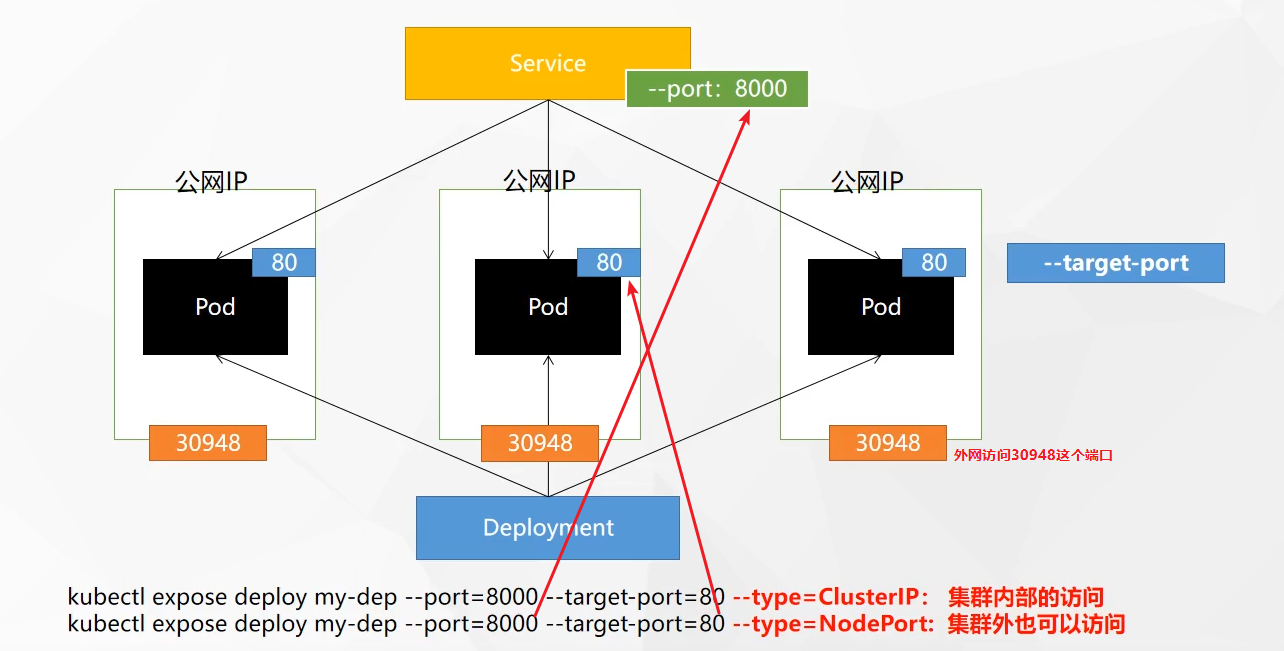 Service
--port：8000
公网IP
公网IP
公网IP
80
80
80
--target-port
Pod
Pod
Pod
30948
30948
30948
外网访问30948这个端口
Deployment
kubectl expose deploy my-dep --port=8000 --target-port=80 --type=ClusterIP： 集群内部的访问
kubectl expose deploy my-dep --port=8000 --target-port=80 --type=NodePort：集群外也可以访问